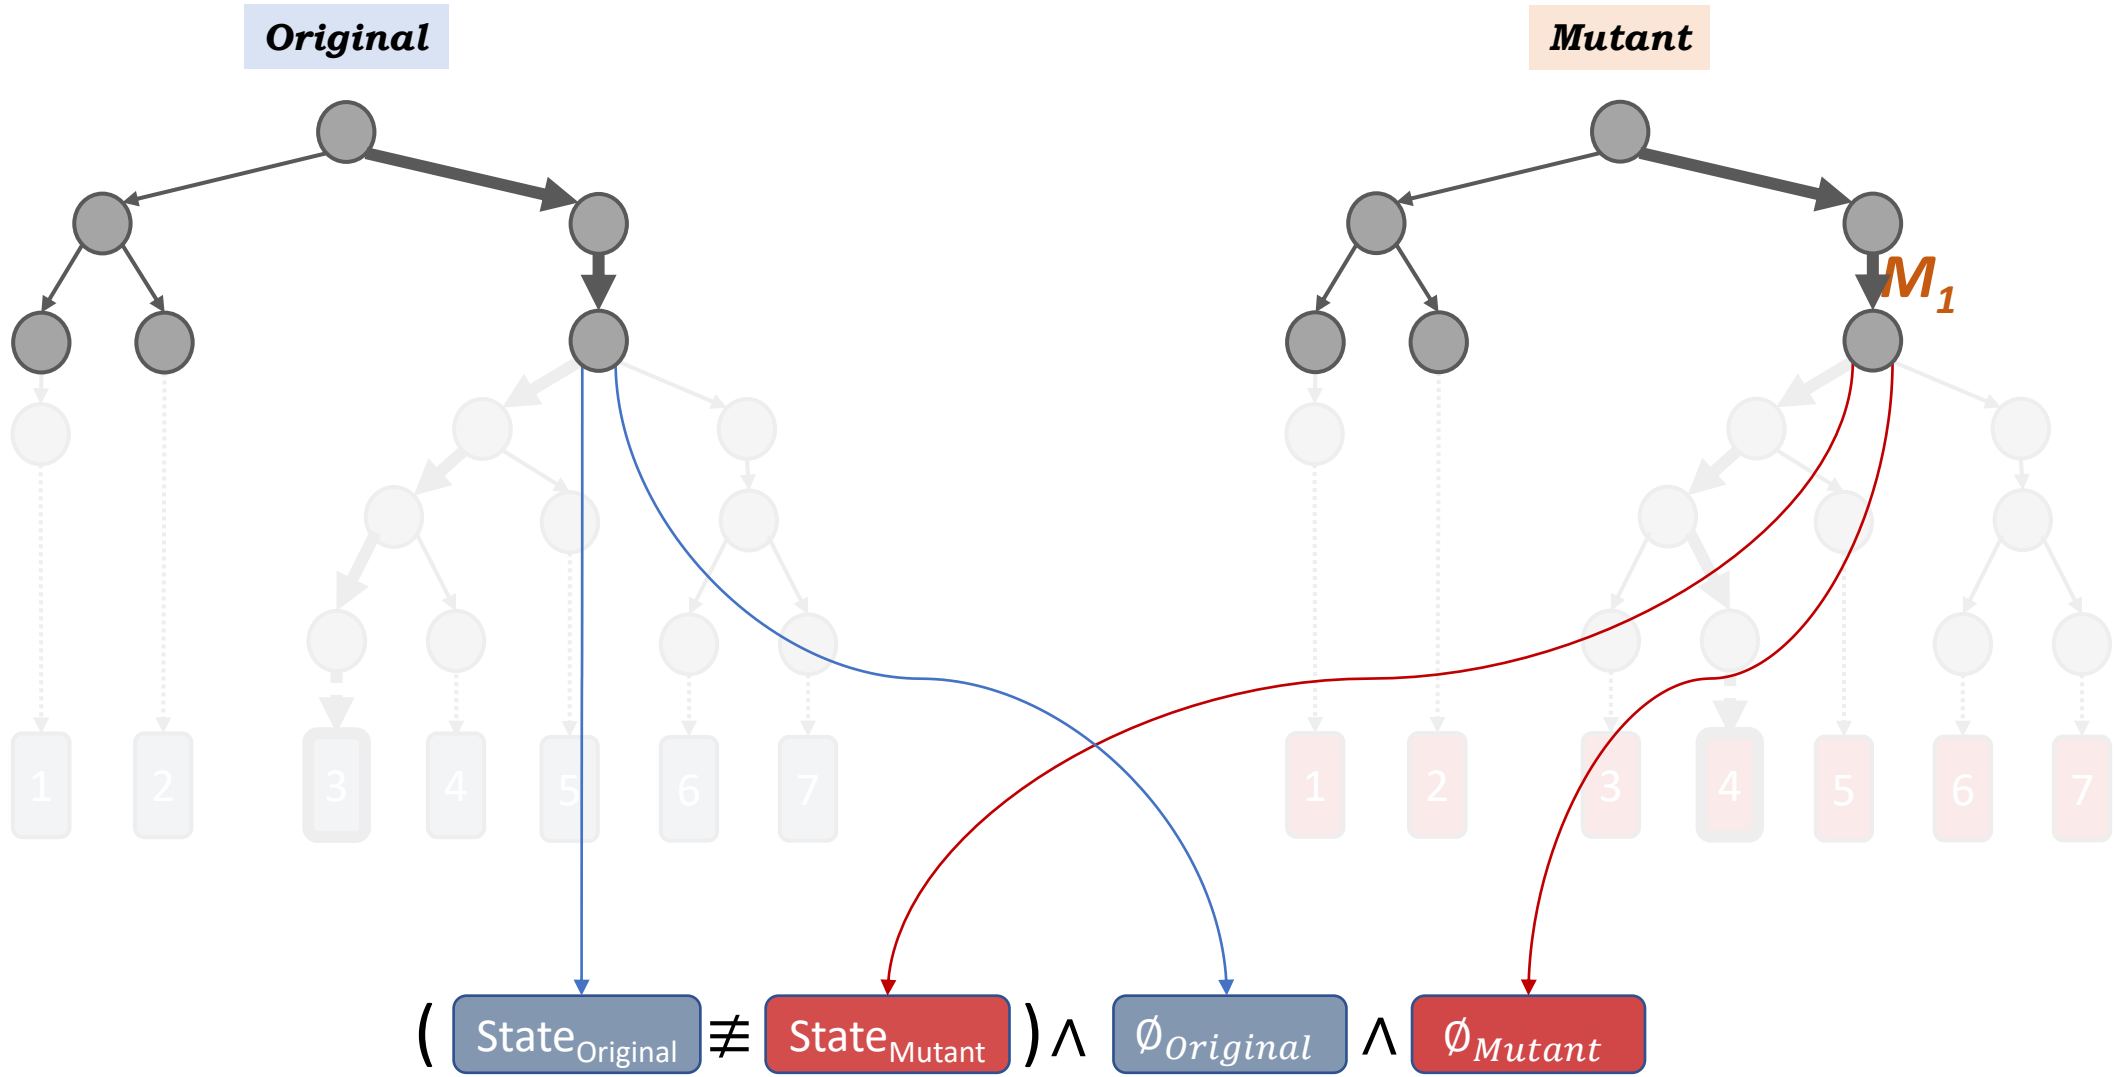 Original Mutant
M1
1 2 3 4 5 6 7 1 2 3 4 5 6 7
( StateOriginal ≢ StateMutant ) ∧ ∅Original ∧ ∅Mutant